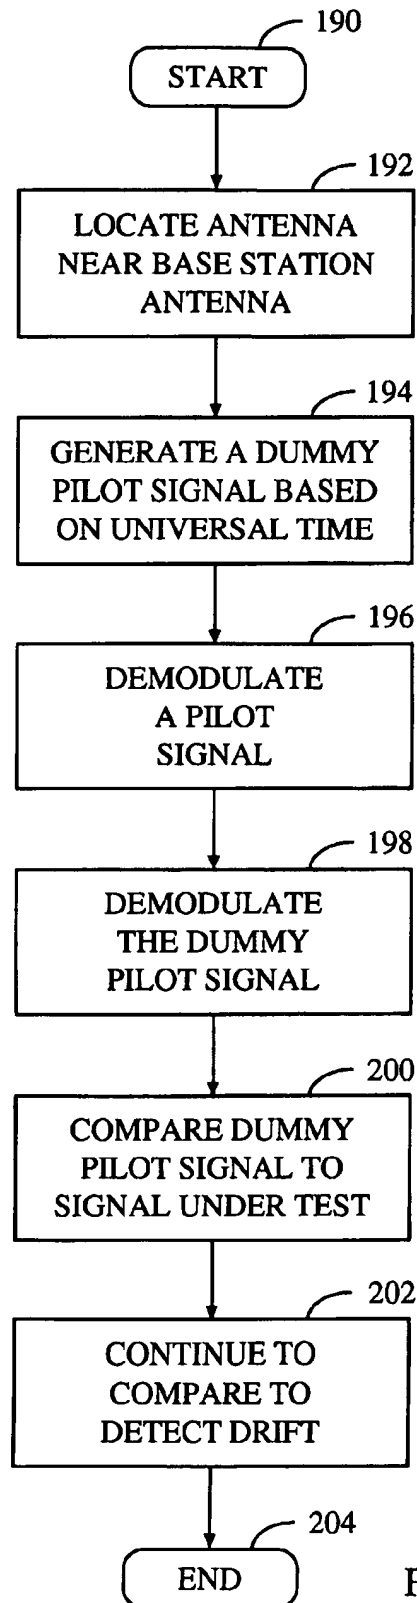 190
START
192
LOCATE ANTENNA
NEAR BASE STATION
ANTENNA
194
GENERATE A DUMMY
PILOT SIGNAL BASED
ON UNIVERSAL TIME
196
DEMODULATE
A PILOT
SIGNAL
198
DEMODULATE
THE DUMMY
PILOT SIGNAL
200
COMPARE DUMMY
PILOT SIGNAL TO
SIGNAL UNDER TEST
202
CONTINUE TO
COMPARE TO
DETECT DRIFT
204
END